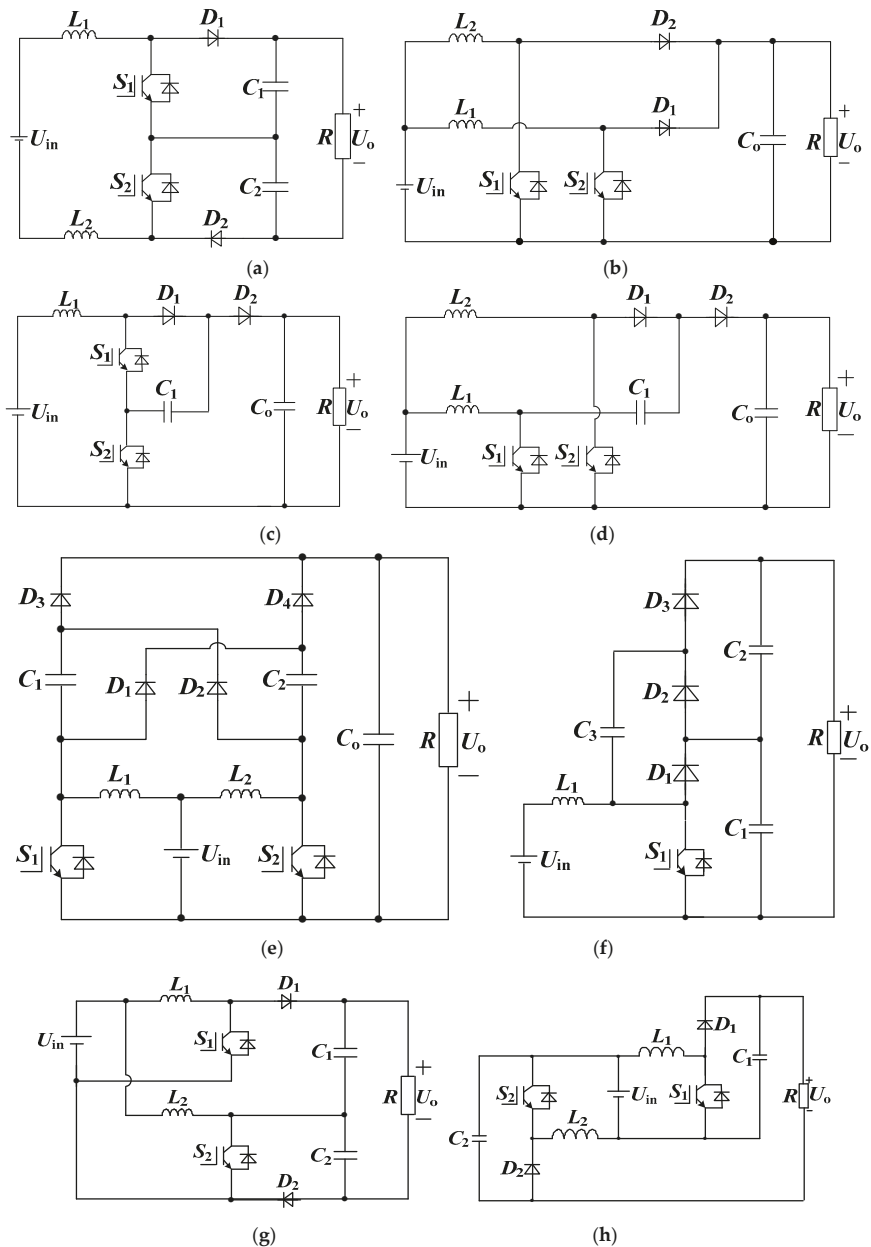 L1 D1
S1 C1
Uin R + Uo −
S2 C2
L2 D2
(a)
L2 D2
L1 D1
Co R + Uo −
Uin S1 S2
(b)
L1 D1 D2
S1
C1
Uin Co R + Uo −
S2
(c)
L2 D1 D2
L1 C1
Co R + Uo −
Uin S1 S2
(d)
D3 D4
C1 D1 D2 C2
Co R + Uo −
L1 L2
S1 Uin S2
(e)
D3
C2
D2
C3 R + Uo −
D1
L1
C1
Uin S1
(f)
L1 D1
Uin S1
C1
L2 R + Uo −
S2 C2
D2
(g)
D1
L1 C1
S2 Uin S1 R + Uo −
L2
C2
D2
(h)